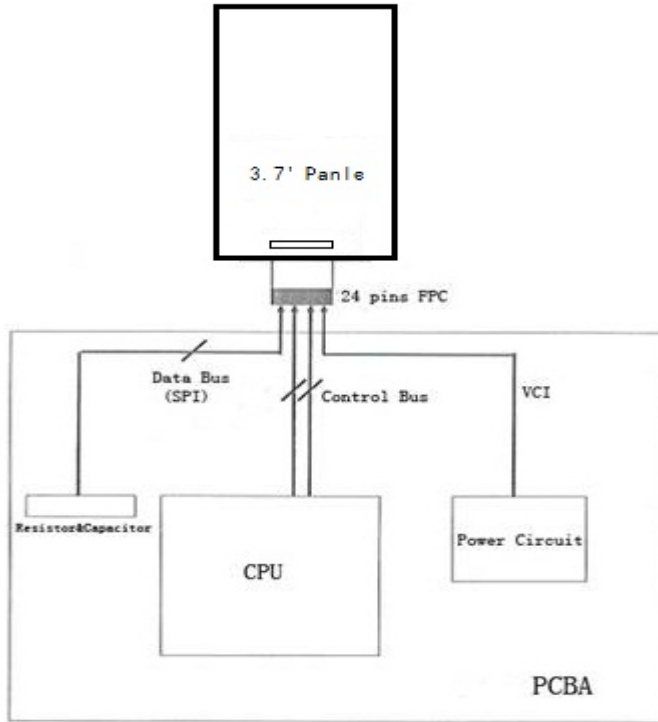 3.7' Panle
24 pins FPC
Data Bus
(SPI)
Control Bus
VCI
Resistor&Capacitor
CPU
Power Circuit
PCBA